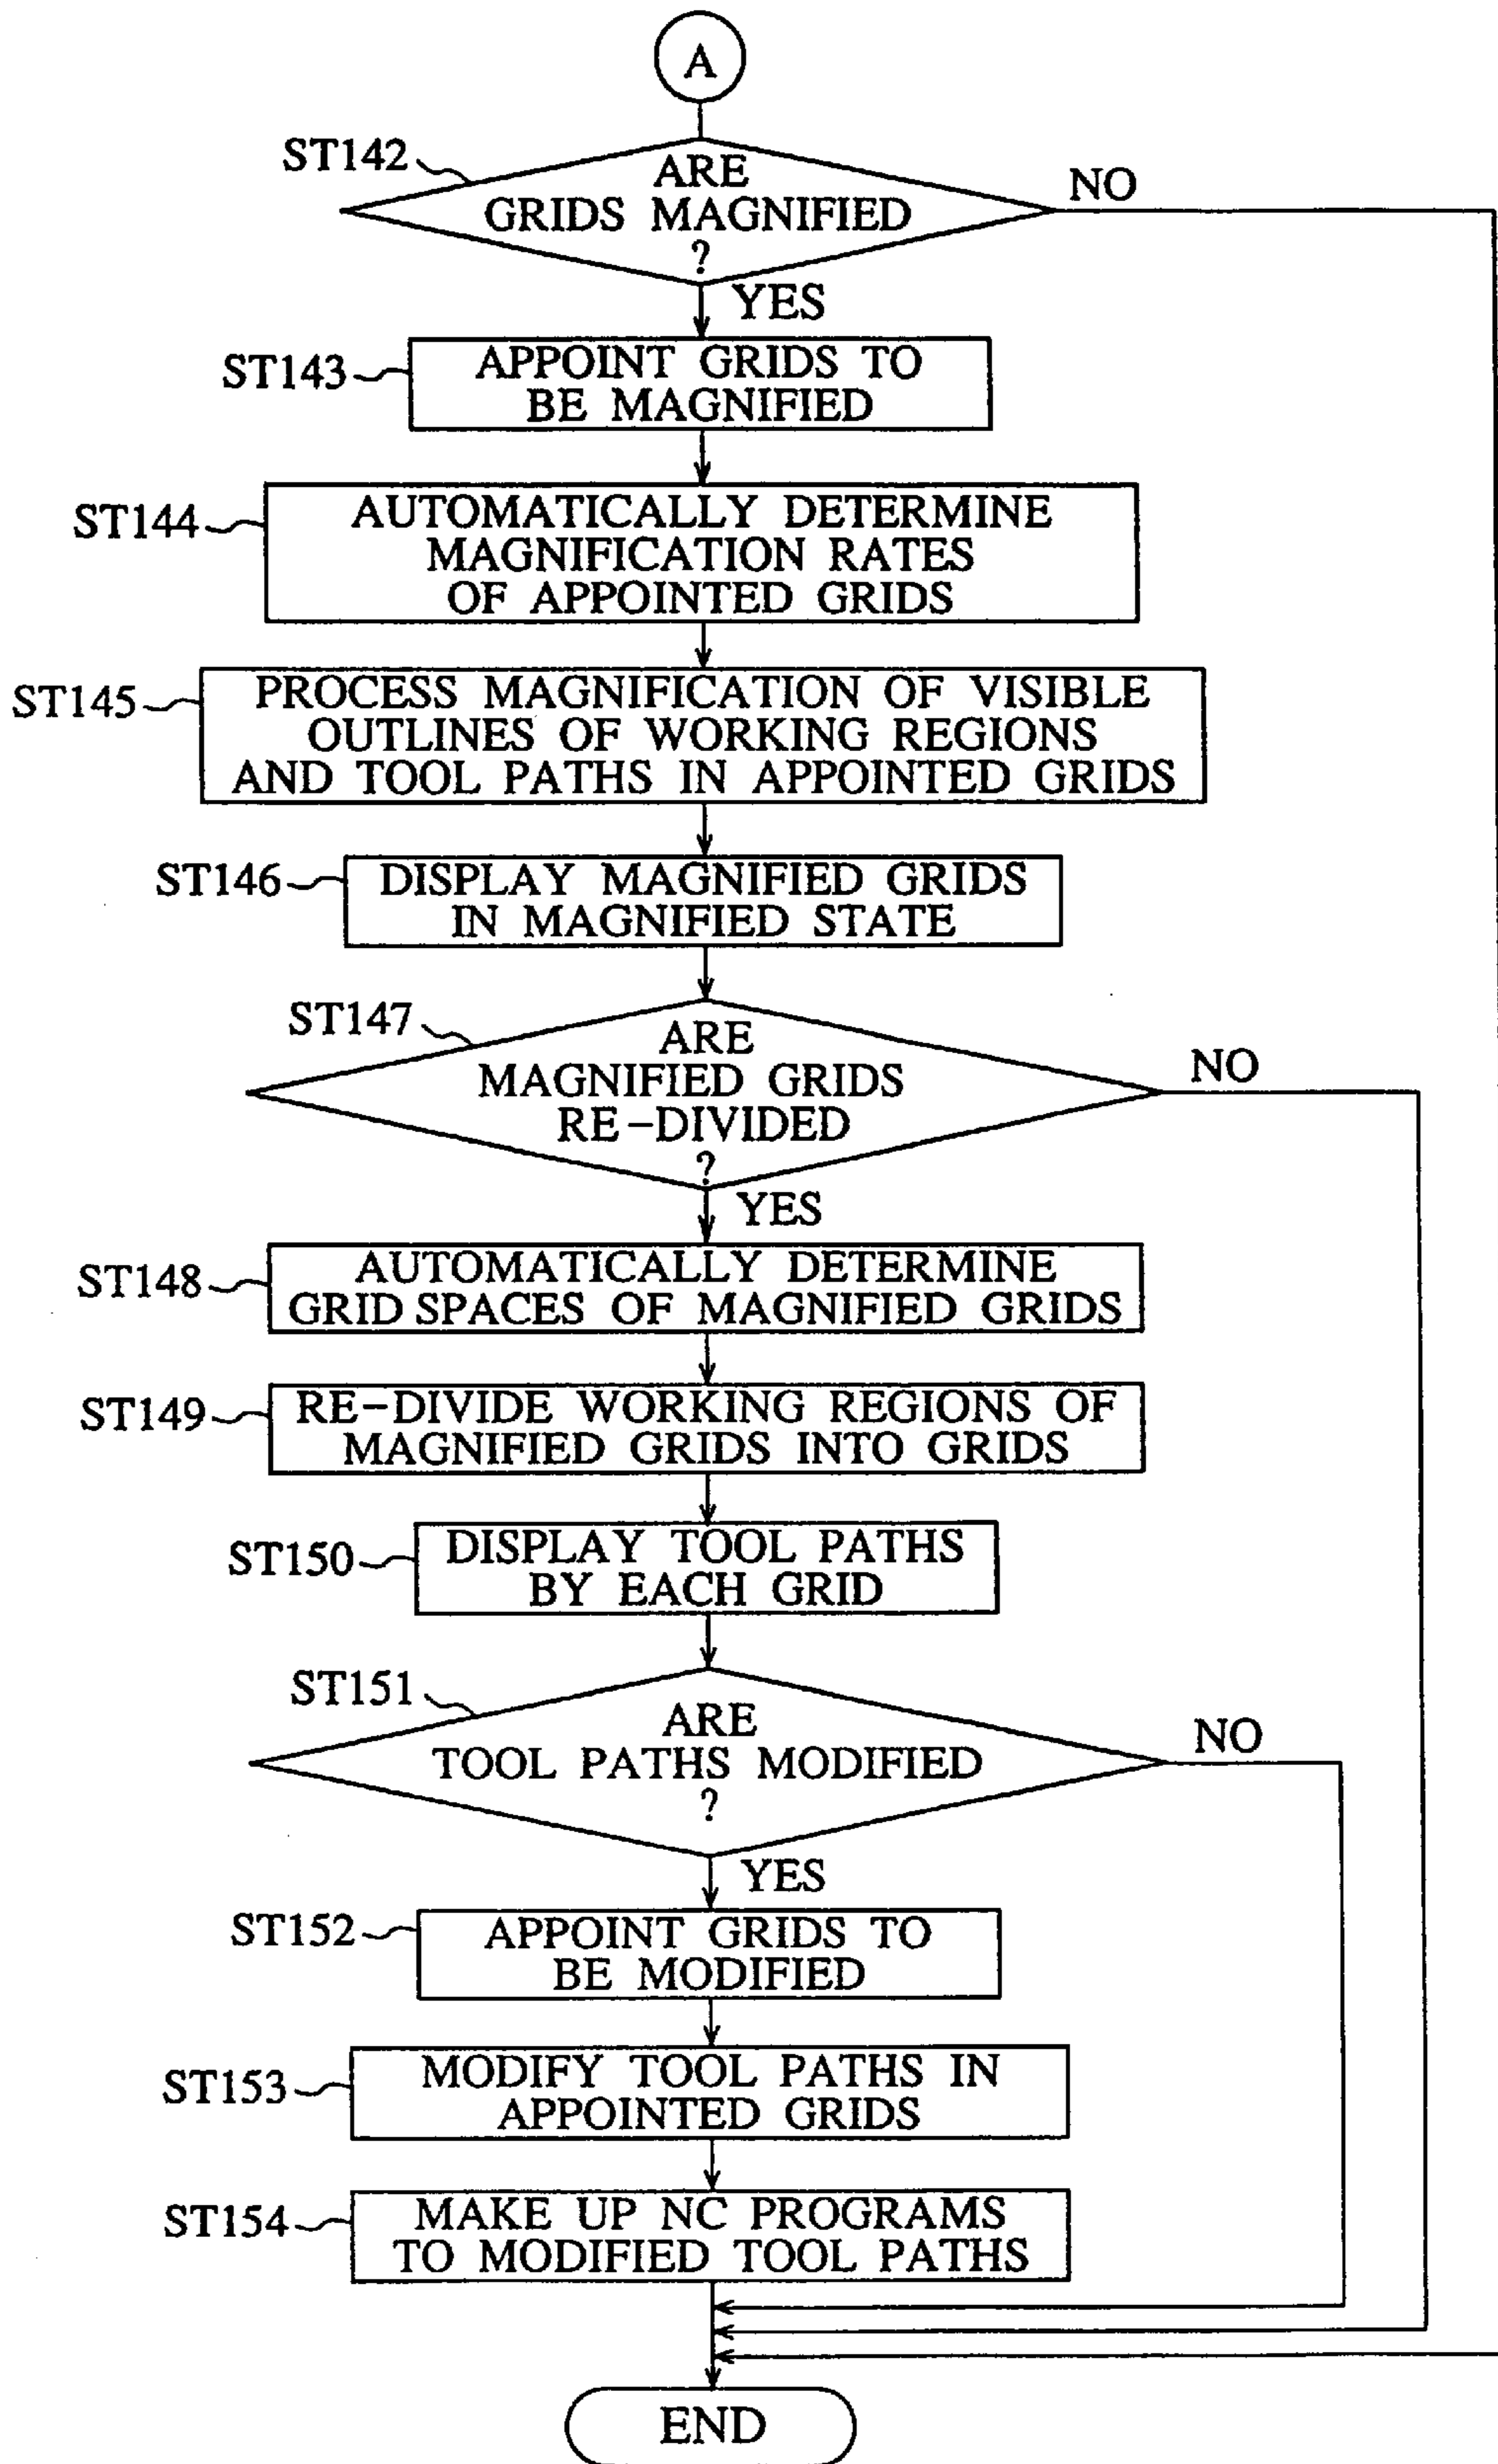 A
ST142
ARE
GRIDS MAGNIFIED
?
NO
YES
ST143
APPOINT GRIDS TO
BE MAGNIFIED
ST144
AUTOMATICALLY DETERMINE
MAGNIFICATION RATES
OF APPOINTED GRIDS
ST145
PROCESS MAGNIFICATION OF VISIBLE
OUTLINES OF WORKING REGIONS
AND TOOL PATHS IN APPOINTED GRIDS
ST146
DISPLAY MAGNIFIED GRIDS
IN MAGNIFIED STATE
ST147
ARE
MAGNIFIED GRIDS
RE-DIVIDED
?
NO
YES
ST148
AUTOMATICALLY DETERMINE
GRID SPACES OF MAGNIFIED GRIDS
ST149
RE-DIVIDE WORKING REGIONS OF
MAGNIFIED GRIDS INTO GRIDS
ST150
DISPLAY TOOL PATHS
BY EACH GRID
ST151
ARE
TOOL PATHS MODIFIED
?
NO
YES
ST152
APPOINT GRIDS TO
BE MODIFIED
ST153
MODIFY TOOL PATHS IN
APPOINTED GRIDS
ST154
MAKE UP NC PROGRAMS
TO MODIFIED TOOL PATHS
END